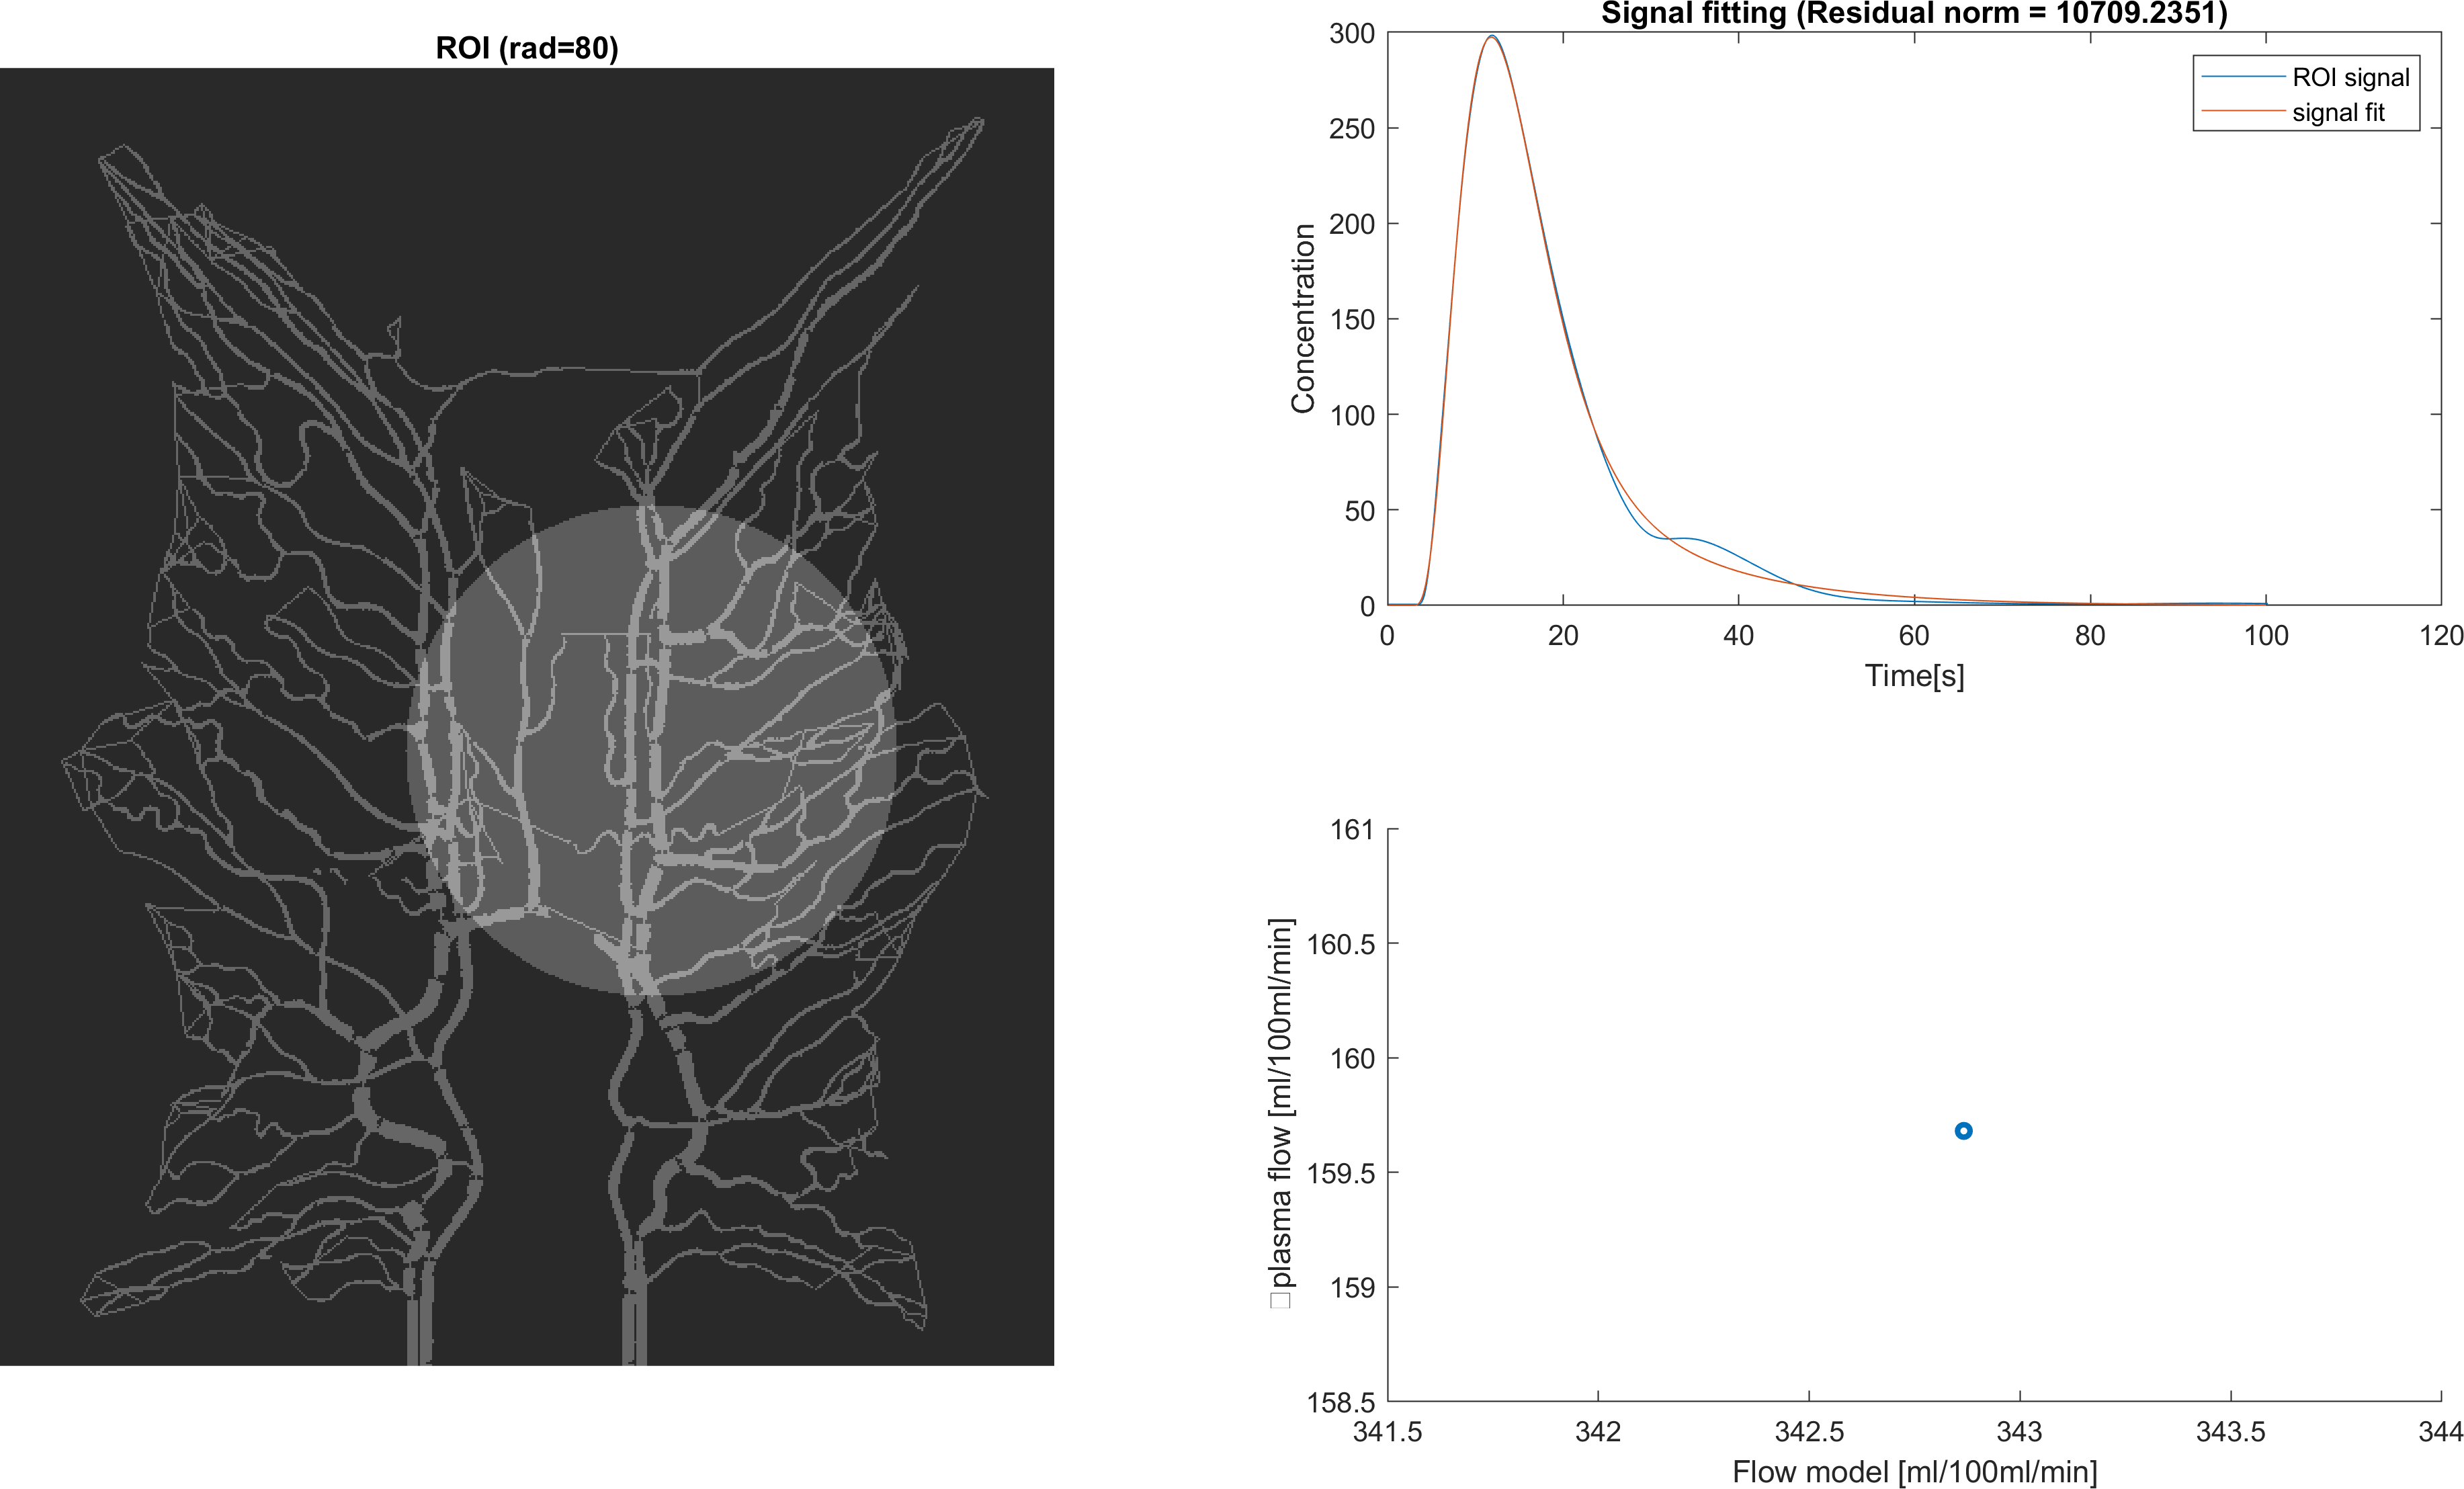 ROI (rad=80)
Signal fitting (Residual norm = 10709.2351)
300
250
200
150
100
50
0
Concentration
ROI signal
signal fit
0 20 40 60 80 100 120
Time[s]
161
160.5
160
159.5
159
158.5
□plasma flow [ml/100ml/min]
341.5 342 342.5 343 343.5 344
Flow model [ml/100ml/min]